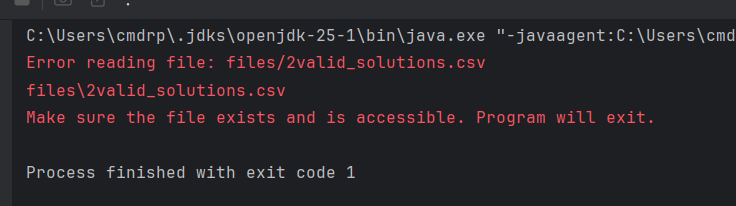 C:\Users\cmdrp\.jdks\openjdk-25-1\bin\java.exe "-javaagent:C:\Users\cmd
Error reading file: files/2valid_solutions.csv
files\2valid_solutions.csv
Make sure the file exists and is accessible. Program will exit.
Process finished with exit code 1